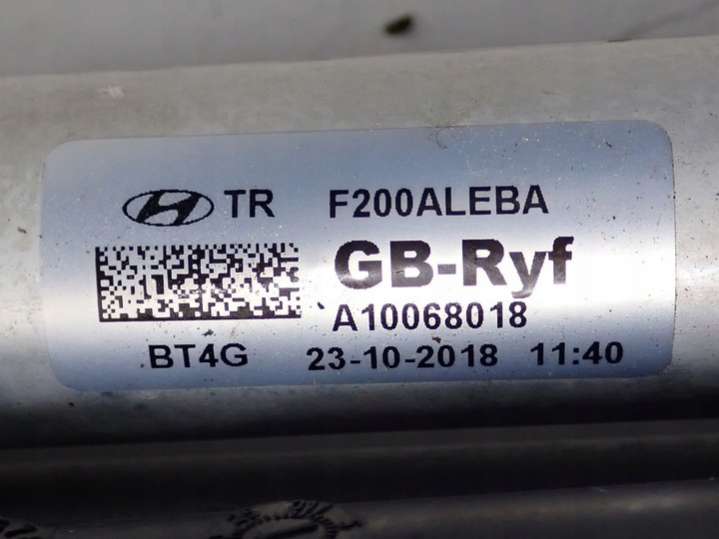 TR F200ALEBA
GB-Ryf
A10068018
BT4G 23-10-2018 11:40